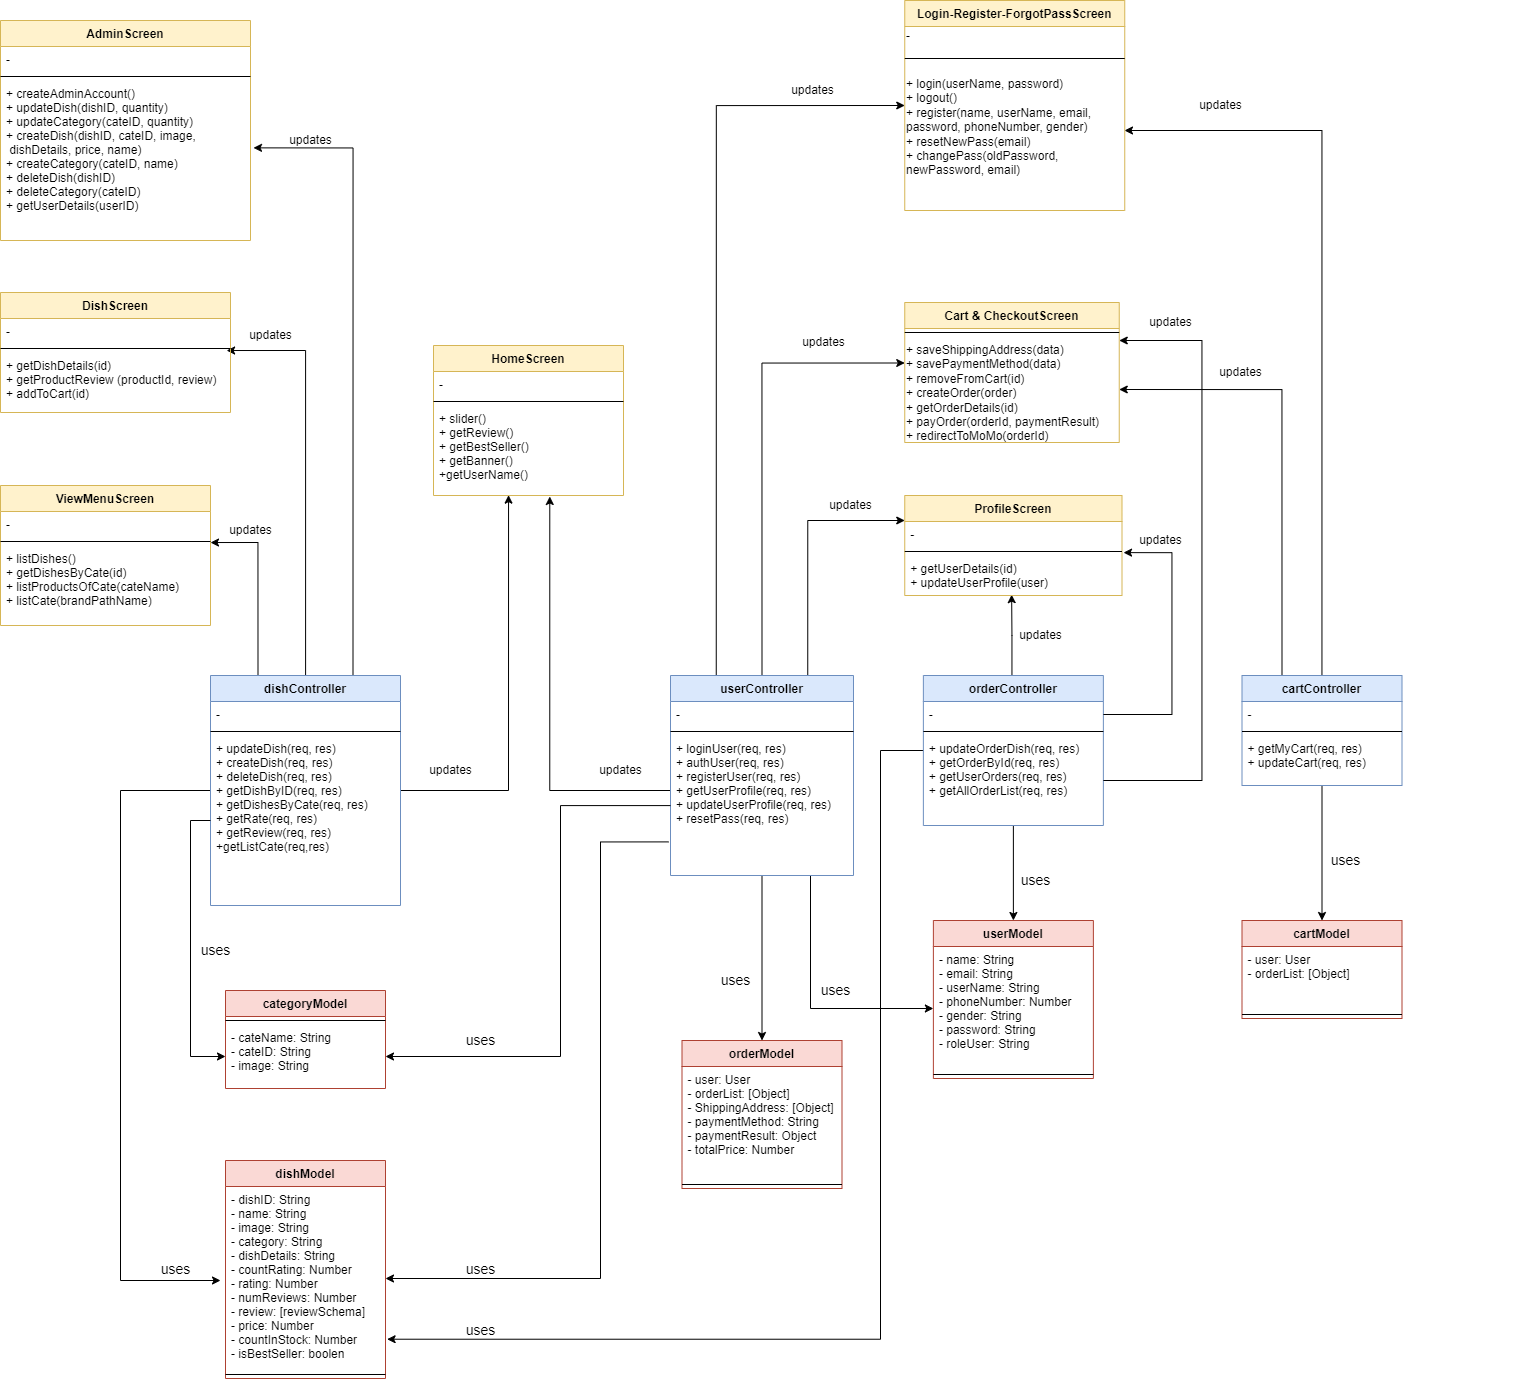 AdminScreen
-
+ createAdminAccount()
+ updateDish(dishID, quantity)
+ updateCategory(cateID, quantity)
+ createDish(dishID, cateID, image,
dishDetails, price, name)
+ createCategory(cateID, name)
+ deleteDish(dishID)
+ deleteCategory(cateID)
+ getUserDetails(userID)
updates
Login-Register-ForgotPassScreen
-
+ login(userName, password)
+ logout()
+ register(name, userName, email,
password, phoneNumber, gender)
+ resetNewPass(email)
+ changePass(oldPassword,
newPassword, email)
updates
updates
DishScreen
-
+ getDishDetails(id)
+ getProductReview (productId, review)
+ addToCart(id)
updates
HomeScreen
-
+ slider()
+ getReview()
+ getBestSeller()
+ getBanner()
+getUserName()
Cart & CheckoutScreen
+ saveShippingAddress(data)
+ savePaymentMethod(data)
+ removeFromCart(id)
+ createOrder(order)
+ getOrderDetails(id)
+ payOrder(orderId, paymentResult)
+ redirectToMoMo(orderId)
updates
updates
updates
ViewMenuScreen
-
+ listDishes()
+ getDishesByCate(id)
+ listProductsOfCate(cateName)
+ listCate(brandPathName)
updates
ProfileScreen
-
+ getUserDetails(id)
+ updateUserProfile(user)
updates
updates
updates
dishController
-
+ updateDish(req, res)
+ createDish(req, res)
+ deleteDish(req, res)
+ getDishByID(req, res)
+ getDishesByCate(req, res)
+ getRate(req, res)
+ getReview(req, res)
+getListCate(req,res)
updates
updates
userController
-
+ loginUser(req, res)
+ authUser(req, res)
+ registerUser(req, res)
+ getUserProfile(req, res)
+ updateUserProfile(req, res)
+ resetPass(req, res)
orderController
-
+ updateOrderDish(req, res)
+ getOrderById(req, res)
+ getUserOrders(req, res)
+ getAllOrderList(req, res)
cartController
-
+ getMyCart(req, res)
+ updateCart(req, res)
uses
uses
uses
uses
uses
categoryModel
- cateName: String
- cateID: String
- image: String
uses
userModel
- name: String
- email: String
- userName: String
- phoneNumber: Number
- gender: String
- password: String
- roleUser: String
cartModel
- user: User
- orderList: [Object]
orderModel
- user: User
- orderList: [Object]
- ShippingAddress: [Object]
- paymentMethod: String
- paymentResult: Object
- totalPrice: Number
dishModel
- dishID: String
- name: String
- image: String
- category: String
- dishDetails: String
- countRating: Number
- rating: Number
- numReviews: Number
- review: [reviewSchema]
- price: Number
- countInStock: Number
- isBestSeller: boolen
uses
uses
uses